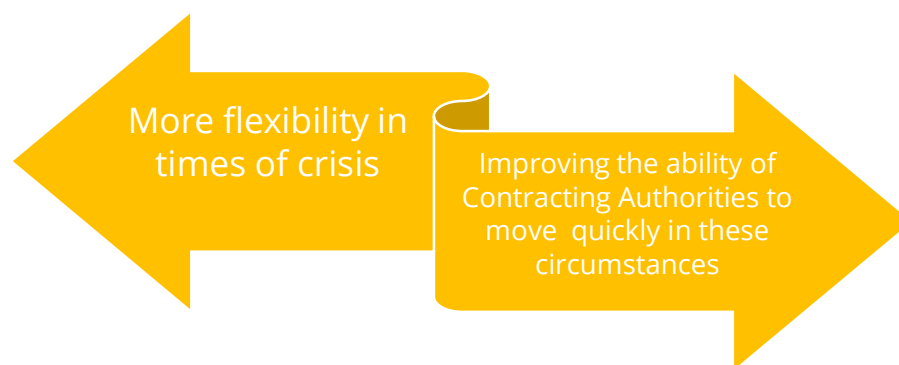 More flexibility in
times of crisis
Improving the ability of
Contracting Authorities to
move  quickly in these
circumstances